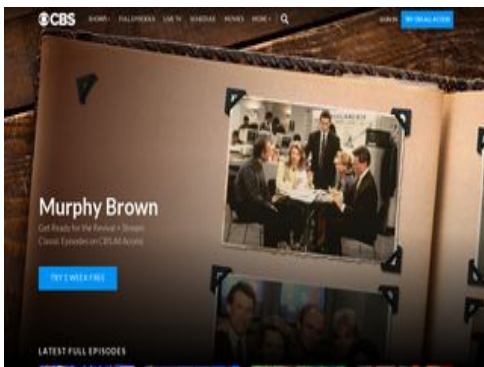 CBS
SHOWS FULL EPISODES LIVE TV SCHEDULE MOVIES MORE
SIGN IN
TRY CBS ALL ACCESS
Murphy Brown
Get Ready for the Revival + Stream
Classic Episodes on CBS All Access
TRY 1 WEEK FREE
LATEST FULL EPISODES